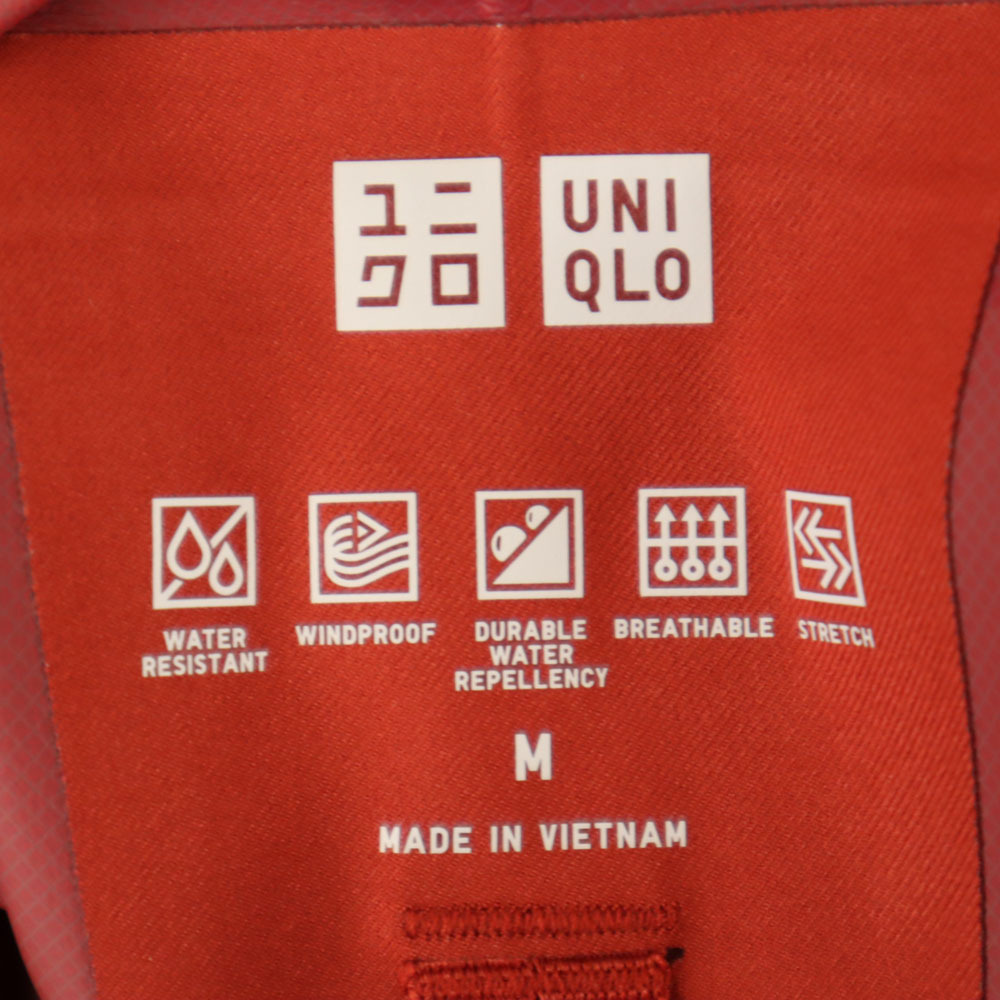 ユニ
クロ
UNI
QLO
WATER
RESISTANT
WINDPROOF
DURABLE
WATER
REPELLENCY
BREATHABLE
STRETCH
M
MADE IN VIETNAM